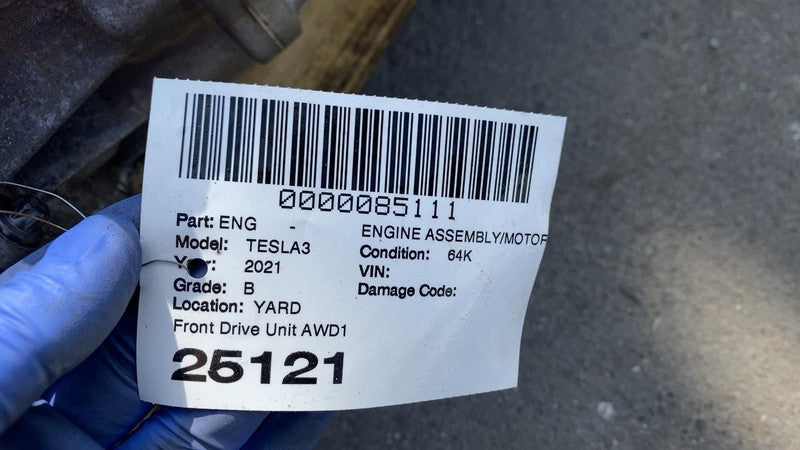 0000085111
Part: ENG - ENGINE ASSEMBLY/MOTOR
Model: TESLA3 Condition: 64K
Year: 2021 VIN:
Grade: B Damage Code:
Location: YARD
Front Drive Unit AWD1
25121